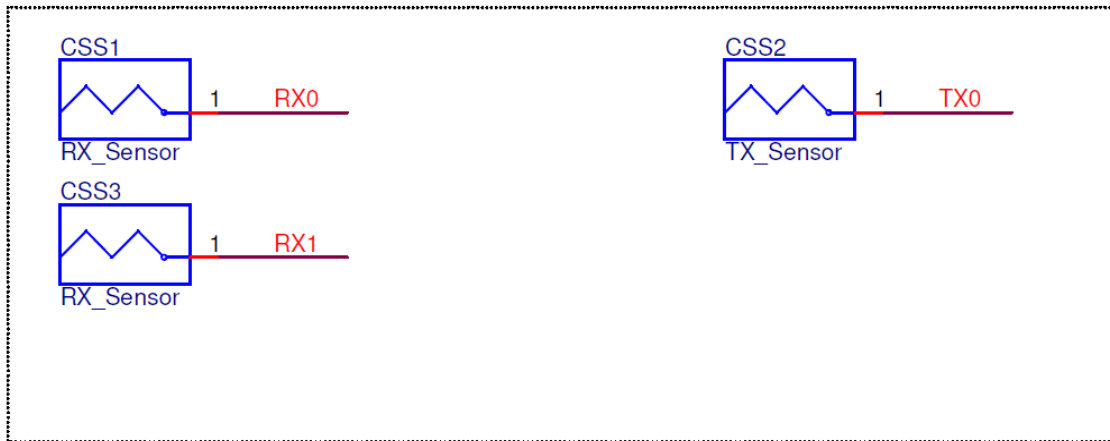 CSS1
1 RX0
RX_Sensor
CSS2
1 TX0
TX_Sensor
CSS3
1 RX1
RX_Sensor